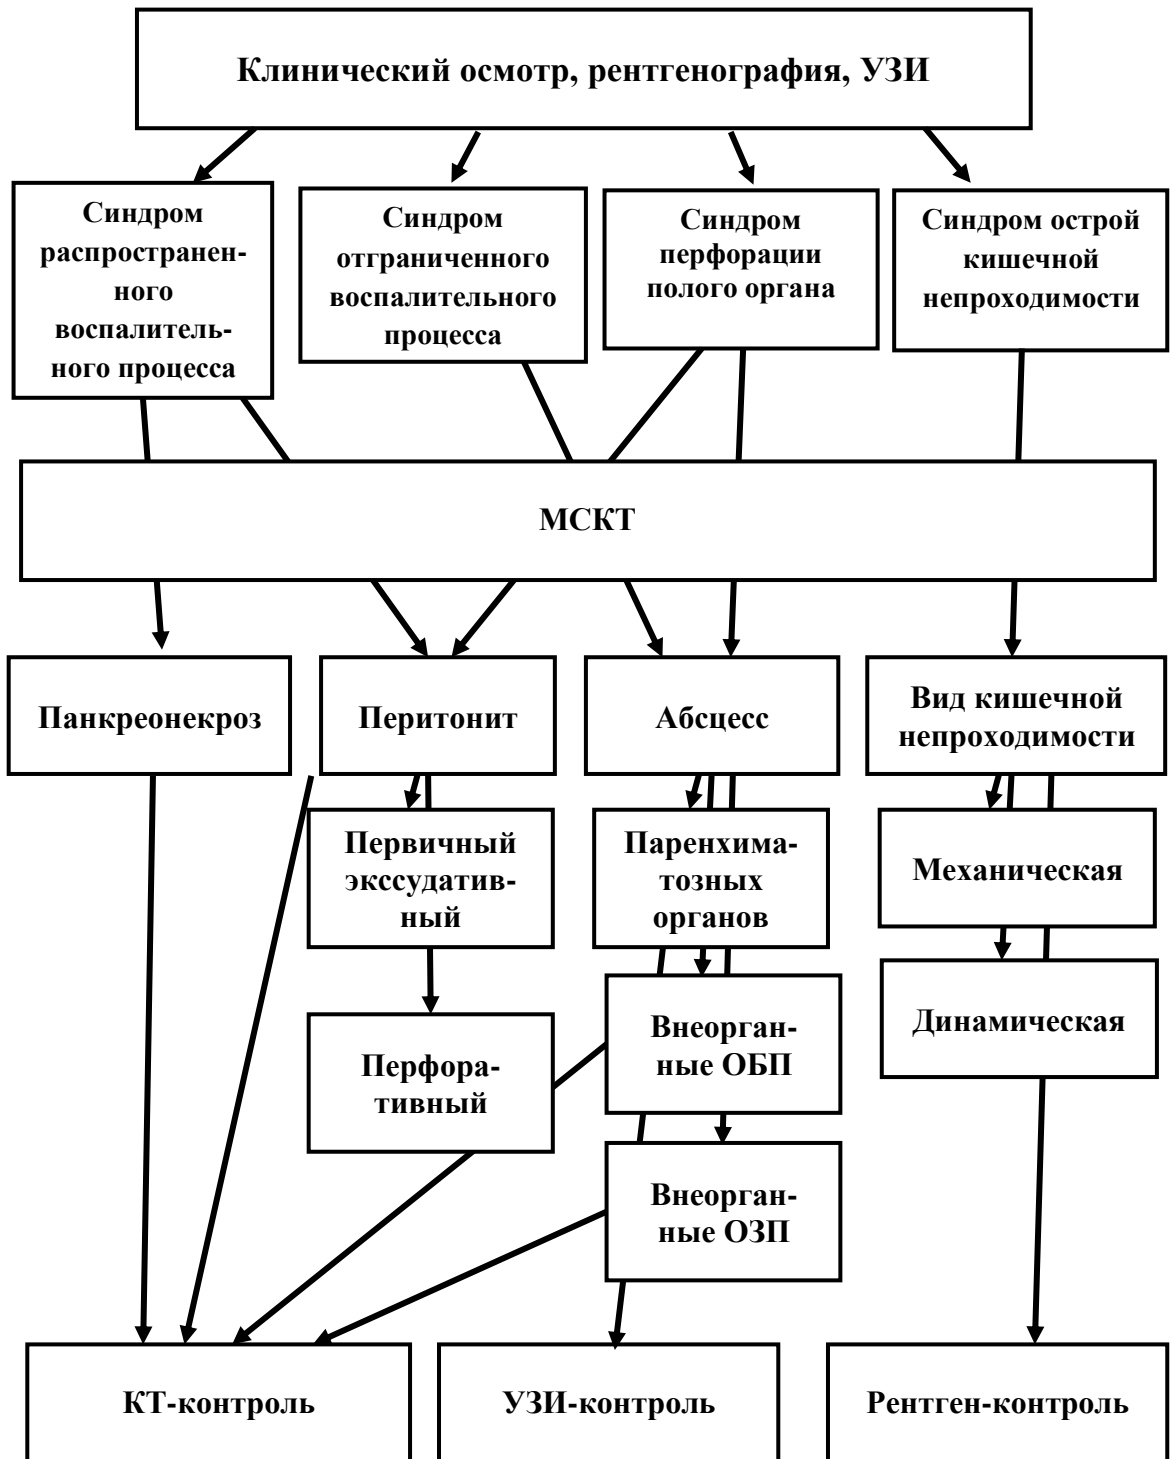 Клинический осмотр, рентгенография, УЗИ
Синдром
распространен-
ного
воспалитель-
ного процесса
Синдром
отграниченного
воспалительного
процесса
Синдром
перфорации
полого органа
Синдром острой
кишечной
непроходимости
МСКТ
Панкреонекроз
Перитонит
Абсцесс
Вид кишечной
непроходимости
Первичный
экссудатив-
ный
Паренхима-
тозных
органов
Механическая
Перфора-
тивный
Внеорган-
ные ОБП
Динамическая
Внеорган-
ные ОЗП
КТ-контроль
УЗИ-контроль
Рентген-контроль